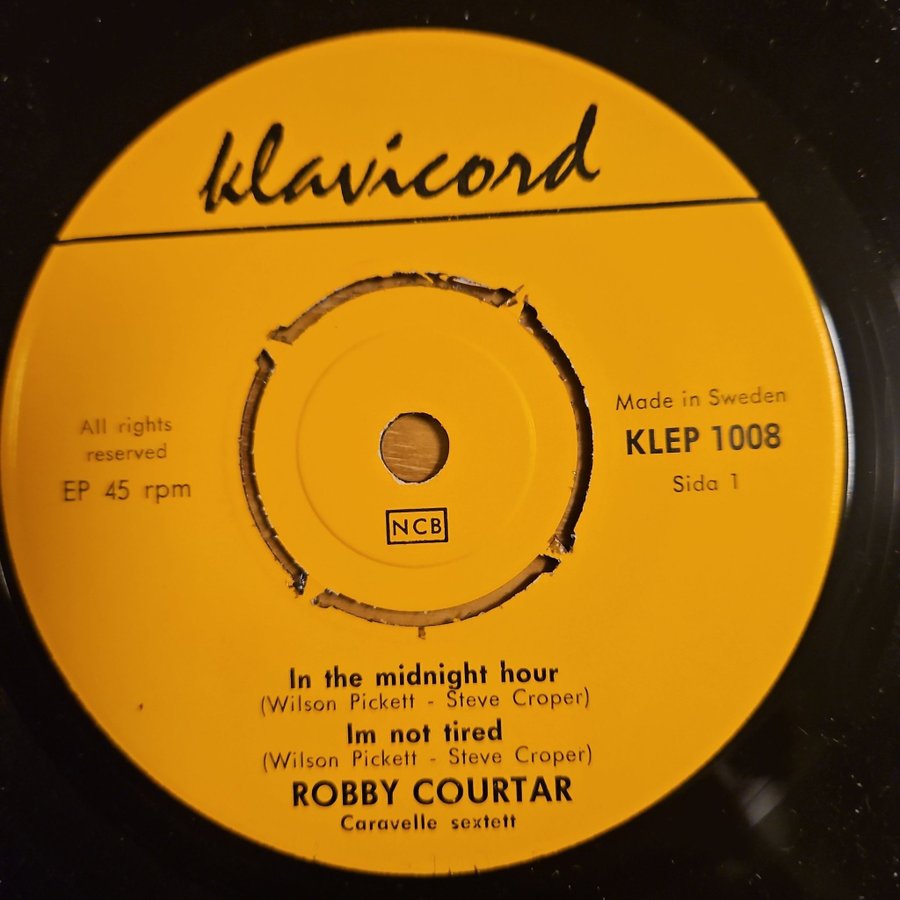 klavicord
All rights
reserved
EP 45 rpm
Made in Sweden
KLEP 1008
Sida 1
NCB
In the midnight hour
(Wilson Pickett - Steve Croper)
Im not tired
(Wilson Pickett - Steve Croper)
ROBBY COURTAR
Caravelle sextett